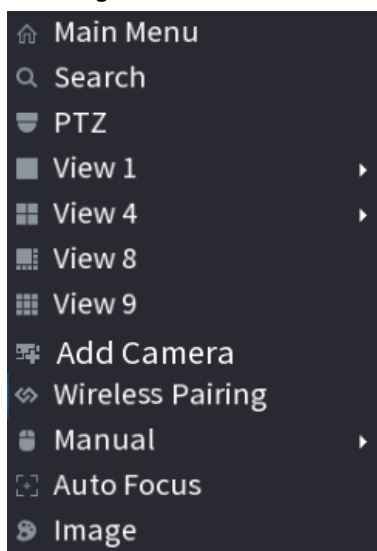 Main Menu
Search
PTZ
View 1
View 4
View 8
View 9
Add Camera
Wireless Pairing
Manual
Auto Focus
Image